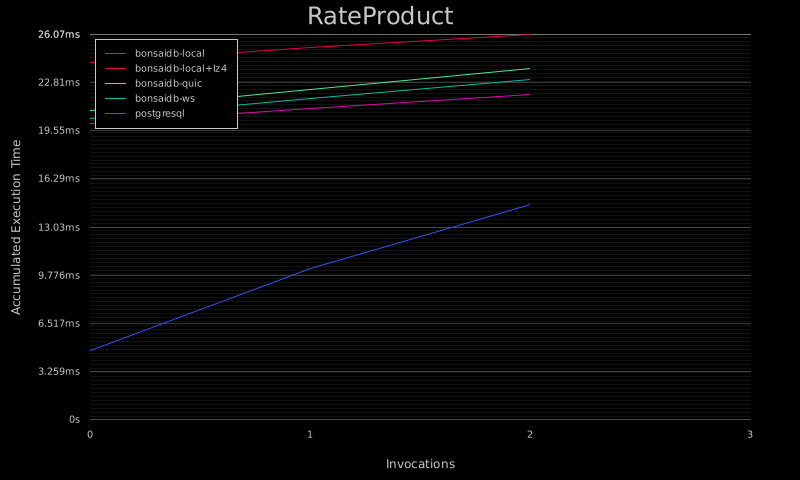 RateProduct
26.07ms
22.81ms
19.55ms
16.29ms
13.03ms
9.776ms
6.517ms
3.259ms
0s
Accumulated Execution Time
bonsaidb-local
bonsaidb-local+lz4
bonsaidb-quic
bonsaidb-ws
postgresql
0 1 2 3
Invocations